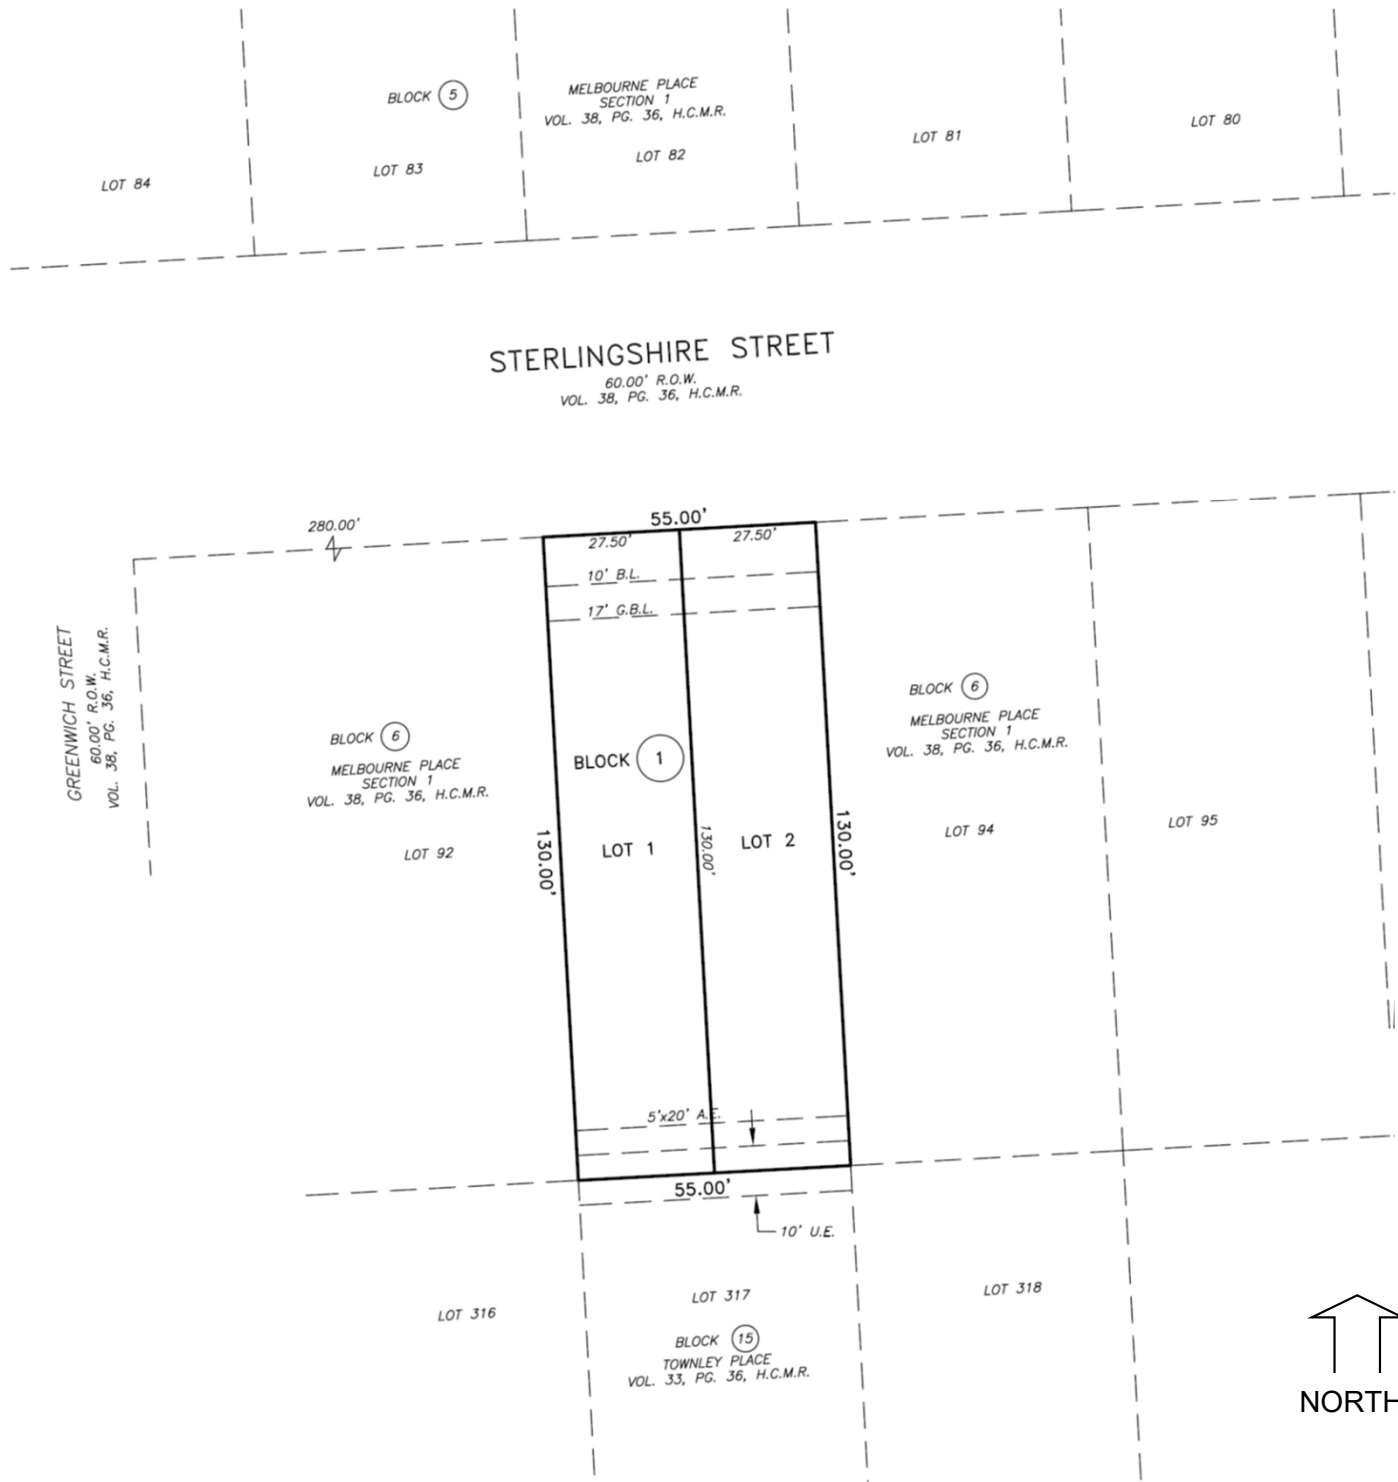 BLOCK 5
MELBOURNE PLACE
SECTION 1
VOL. 38, PG. 36, H.C.M.R.
LOT 84
LOT 83
LOT 82
LOT 81
LOT 80
STERLINGSHIRE STREET
60.00' R.O.W.
VOL. 38, PG. 36, H.C.M.R.
280.00'
55.00'
27.50'
27.50'
10' B.L.
17' G.B.L.
GREENWICH STREET
60.00' R.O.W.
VOL. 38, PG. 36, H.C.M.R.
BLOCK 6
MELBOURNE PLACE
SECTION 1
VOL. 38, PG. 36, H.C.M.R.
LOT 92
BLOCK 1
LOT 1
LOT 2
130.00'
130.00'
130.00'
BLOCK 6
MELBOURNE PLACE
SECTION 1
VOL. 38, PG. 36, H.C.M.R.
LOT 94
LOT 95
5'x20' A.E.
55.00'
10' U.E.
LOT 316
LOT 317
LOT 318
BLOCK 15
TOWNLEY PLACE
VOL. 33, PG. 36, H.C.M.R.
NORTH